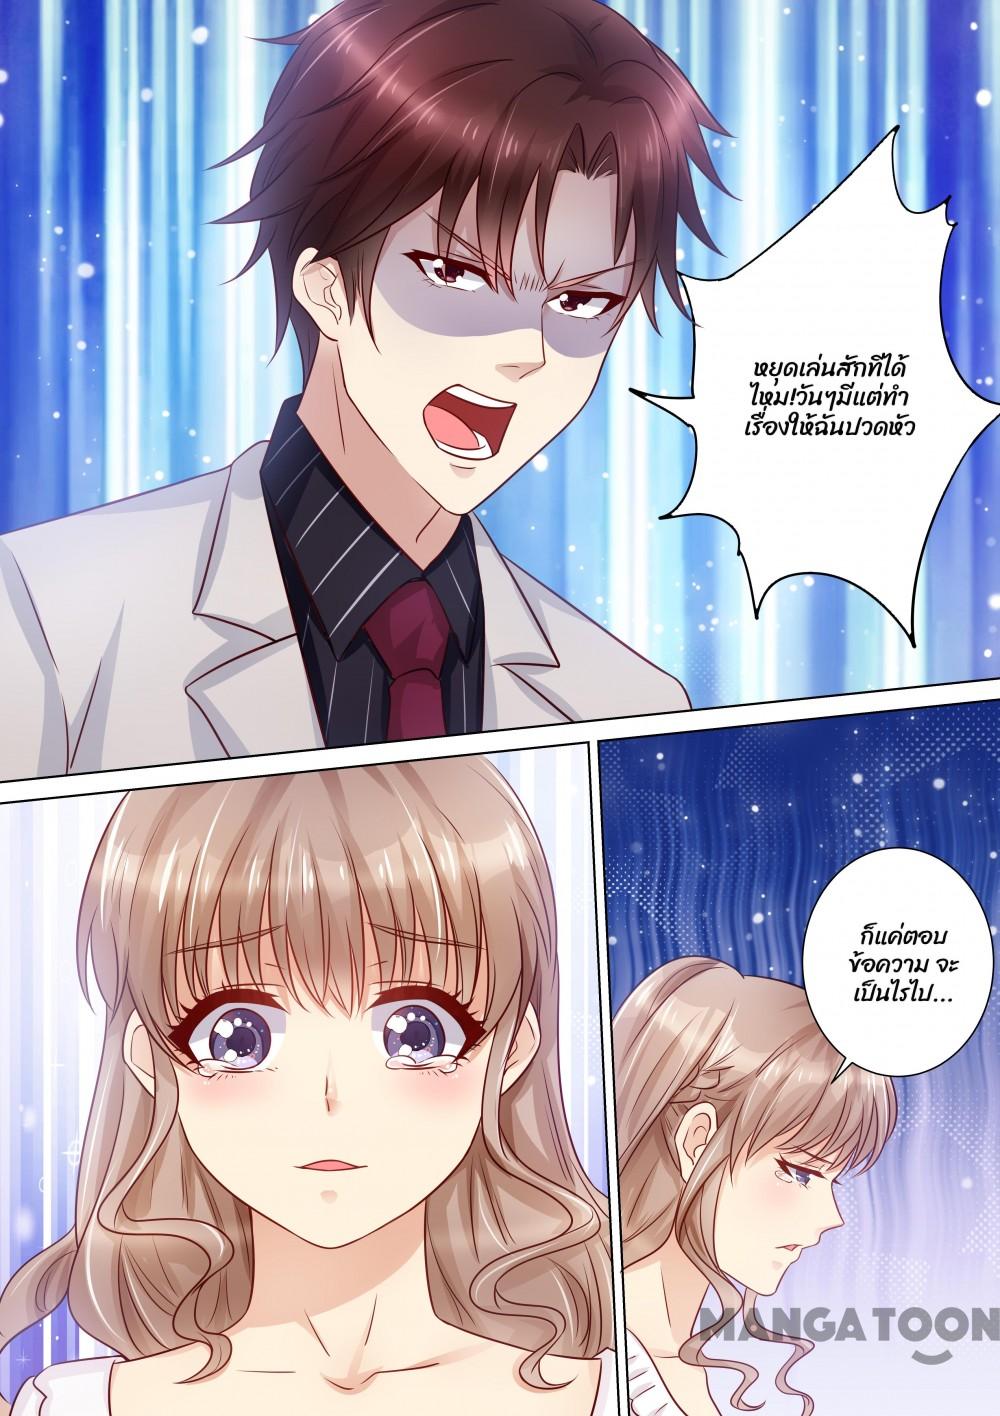 หยุดเล่นสักทีได้
ไหม!วันๆมีแต่ทำ
เรื่องให้ฉันปวดหัว
ก็แค่ตอบ
ข้อความ จะ
เป็นไรไป...
MANGATOON